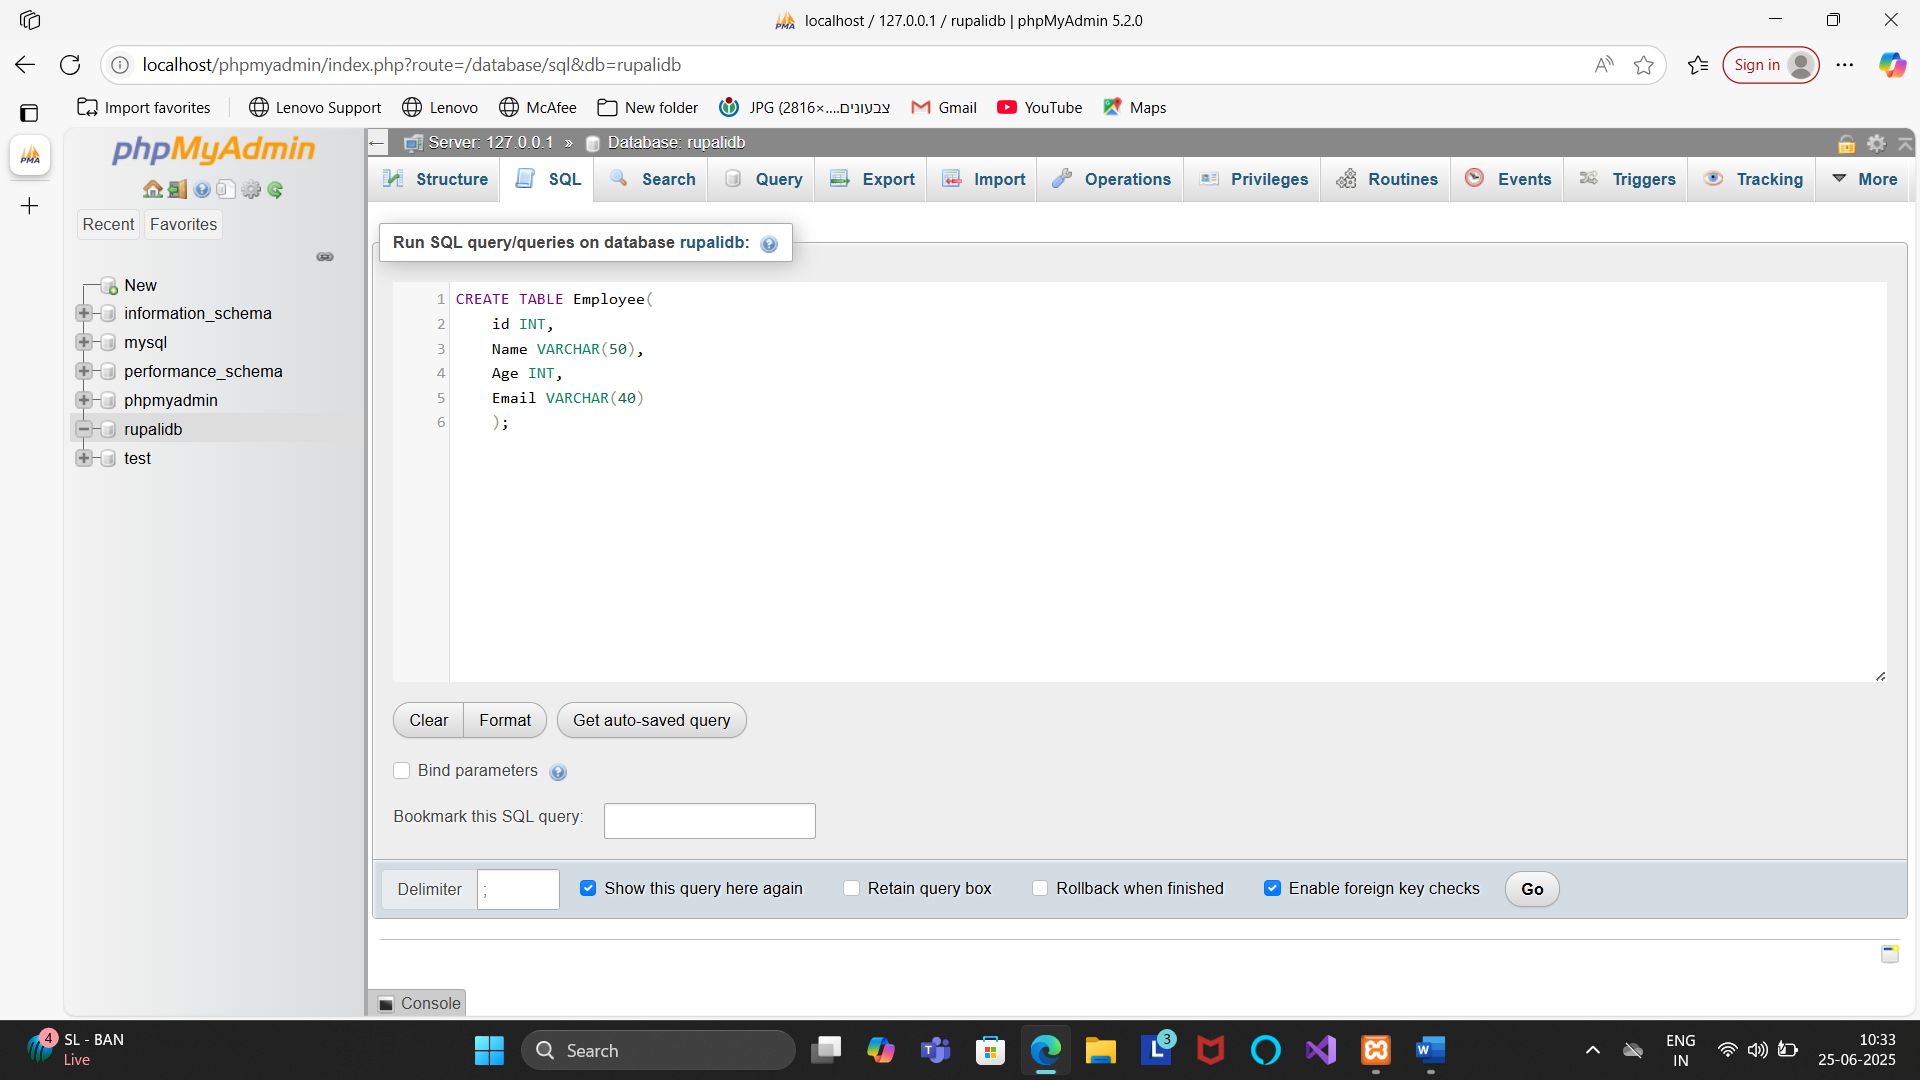 localhost / 127.0.0.1 / rupalidb | phpMyAdmin 5.2.0
localhost/phpmyadmin/index.php?route=/database/sql&db=rupalidb
A
Sign in
Import favorites
Lenovo Support
Lenovo
McAfee
New folder
JPG (2816×....צבעונים
Gmail
YouTube
Maps
PMA
phpMyAdmin
Recent
Favorites
New
information_schema
mysql
performance_schema
phpmyadmin
rupalidb
test
Server: 127.0.0.1 » Database: rupalidb
Structure
SQL
Search
Query
Export
Import
Operations
Privileges
Routines
Events
Triggers
Tracking
More
Run SQL query/queries on database rupalidb:
1 CREATE TABLE Employee(
2 id INT,
3 Name VARCHAR(50),
4 Age INT,
5 Email VARCHAR(40)
6 );
Clear
Format
Get auto-saved query
Bind parameters
Bookmark this SQL query:
Delimiter ;
Show this query here again
Retain query box
Rollback when finished
Enable foreign key checks
Go
Console
4
SL - BAN
Live
Search
L 3
W
ENG
IN
10:33
25-06-2025